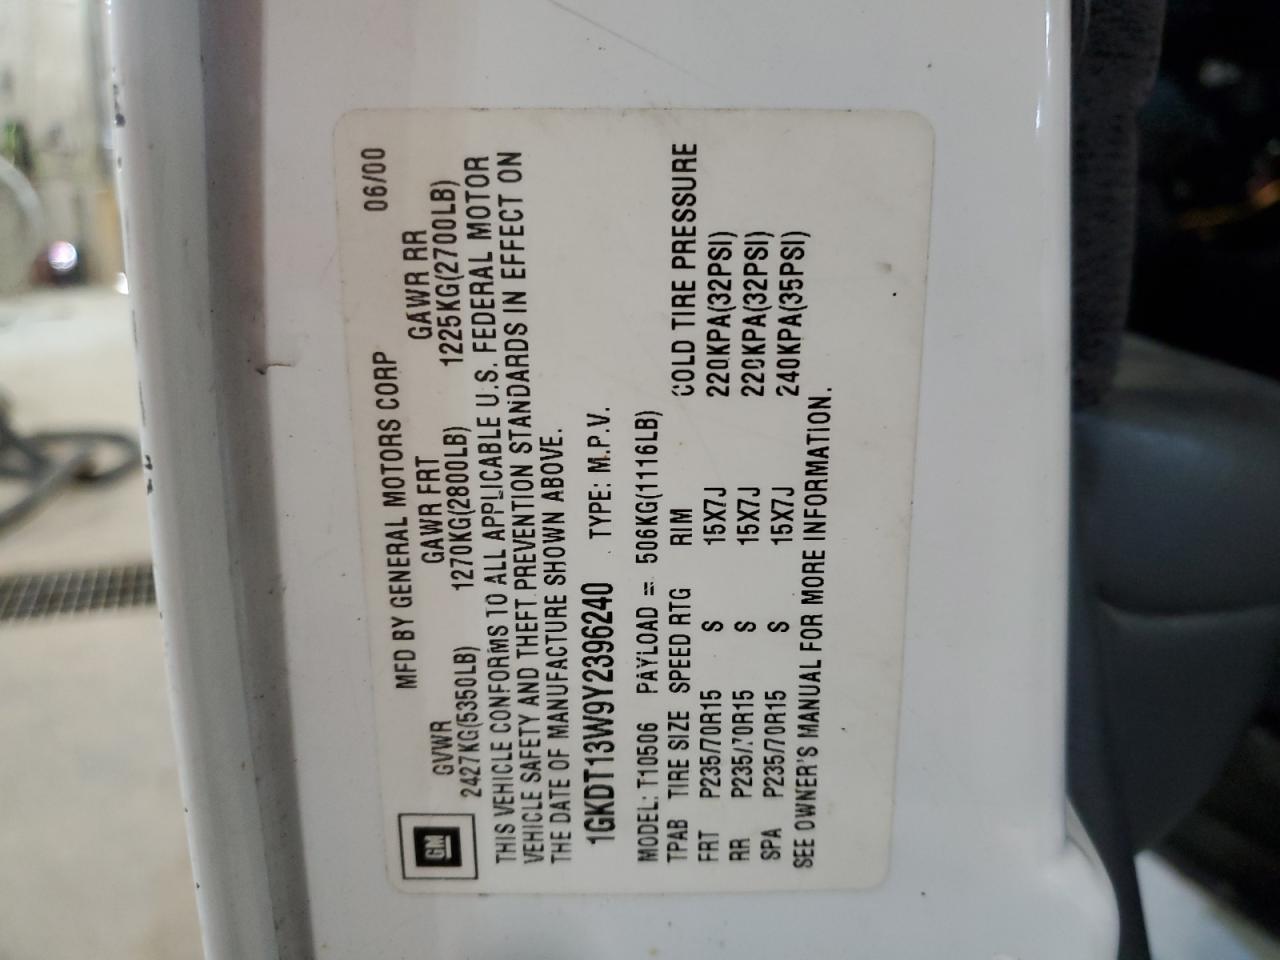 MFD BY GENERAL MOTORS CORP 06/00
GM
GVWR GAWR FRT GAWR RR
2427KG(5350LB) 1270KG(2800LB) 1225KG(2700LB)
THIS VEHICLE CONFORMS TO ALL APPLICABLE U.S. FEDERAL MOTOR
VEHICLE SAFETY AND THEFT PREVENTION STANDARDS IN EFFECT ON
THE DATE OF MANUFACTURE SHOWN ABOVE.
1GKDT13W9Y2396240 TYPE: M.P.V.
MODEL: T10506 PAYLOAD = 506KG(1116LB)
TPAB TIRE SIZE SPEED RTG RIM COLD TIRE PRESSURE
FRT P235/70R15 S 15X7J 220KPA(32PSI)
RR P235/70R15 S 15X7J 220KPA(32PSI)
SPA P235/70R15 S 15X7J 240KPA(35PSI)
SEE OWNER'S MANUAL FOR MORE INFORMATION.